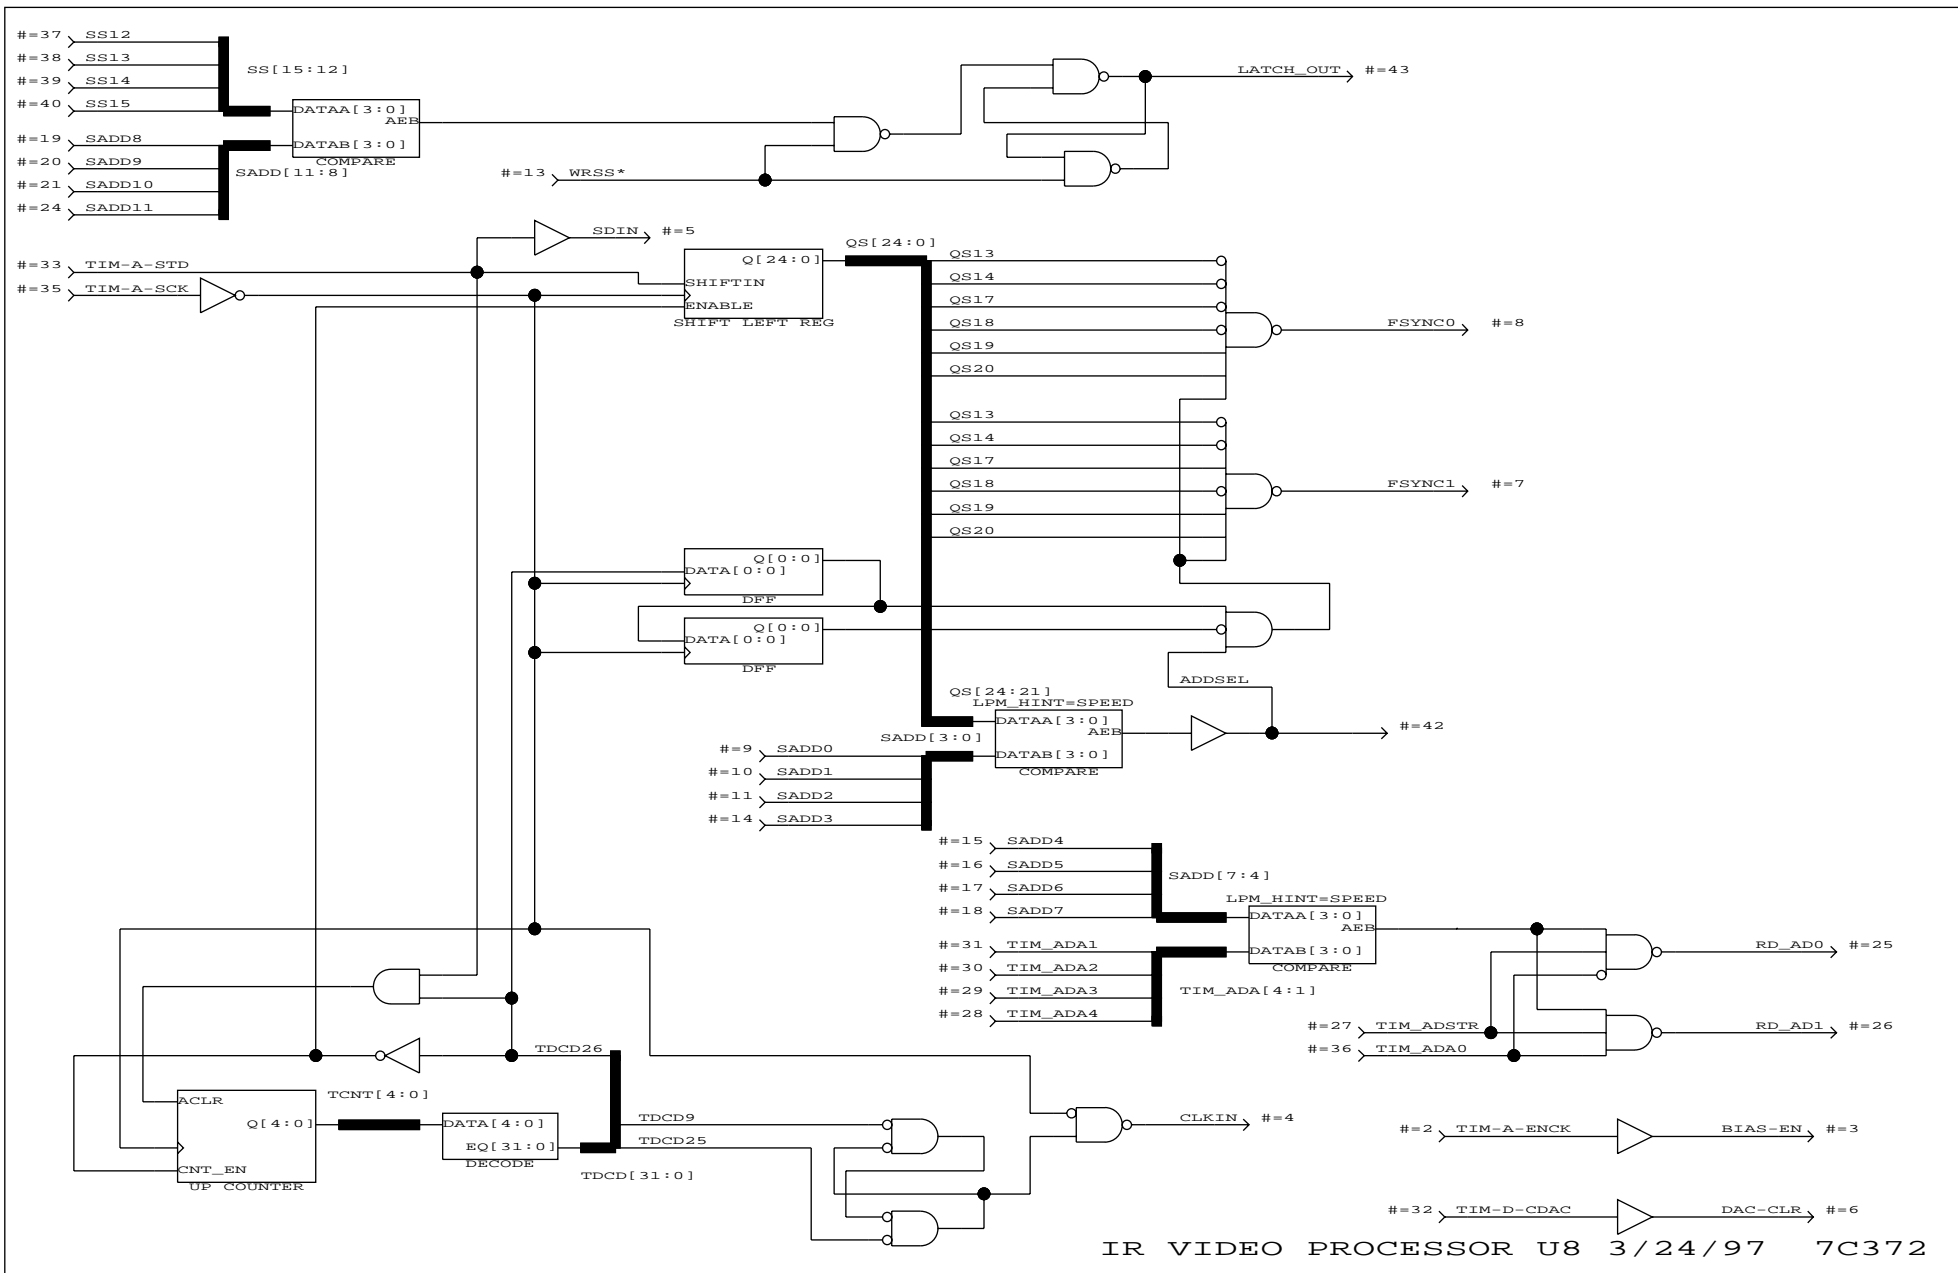 #=37 SS12
#=38 SS13
#=39 SS14
#=40 SS15
SS[15:12]
DATAA[3:0]
AEB
DATAB[3:0]
COMPARE
#=19 SADD8
#=20 SADD9
#=21 SADD10
#=24 SADD11
SADD[11:8]
#=13 WRSS*
LATCH_OUT #=43
SDIN #=5
#=33 TIM-A-STD
#=35 TIM-A-SCK
Q[24:0]
SHIFTIN
ENABLE
SHIFT LEFT REG
QS[24:0]
QS13
QS14
QS17
QS18
QS19
QS20
FSYNC0 #=8
QS13
QS14
QS17
QS18
QS19
QS20
FSYNC1 #=7
Q[0:0]
DATA[0:0]
DFF
Q[0:0]
DATA[0:0]
DFF
ADDSEL
QS[24:21]
LPM_HINT=SPEED
DATAA[3:0]
AEB
DATAB[3:0]
COMPARE
#=42
SADD[3:0]
#=9 SADD0
#=10 SADD1
#=11 SADD2
#=14 SADD3
#=15 SADD4
#=16 SADD5
#=17 SADD6
#=18 SADD7
SADD[7:4]
LPM_HINT=SPEED
DATAA[3:0]
AEB
DATAB[3:0]
COMPARE
#=31 TIM_ADA1
#=30 TIM_ADA2
#=29 TIM_ADA3
#=28 TIM_ADA4
TIM_ADA[4:1]
RD_AD0 #=25
#=27 TIM_ADSTR
RD_AD1 #=26
#=36 TIM_ADA0
TDCD26
ACLR
Q[4:0]
CNT_EN
UP COUNTER
TCNT[4:0]
DATA[4:0]
EQ[31:0]
DECODE
TDCD9
TDCD25
TDCD[31:0]
CLKIN #=4
#=2 TIM-A-ENCK
BIAS-EN #=3
#=32 TIM-D-CDAC
DAC-CLR #=6
IR VIDEO PROCESSOR U8 3/24/97 7C372